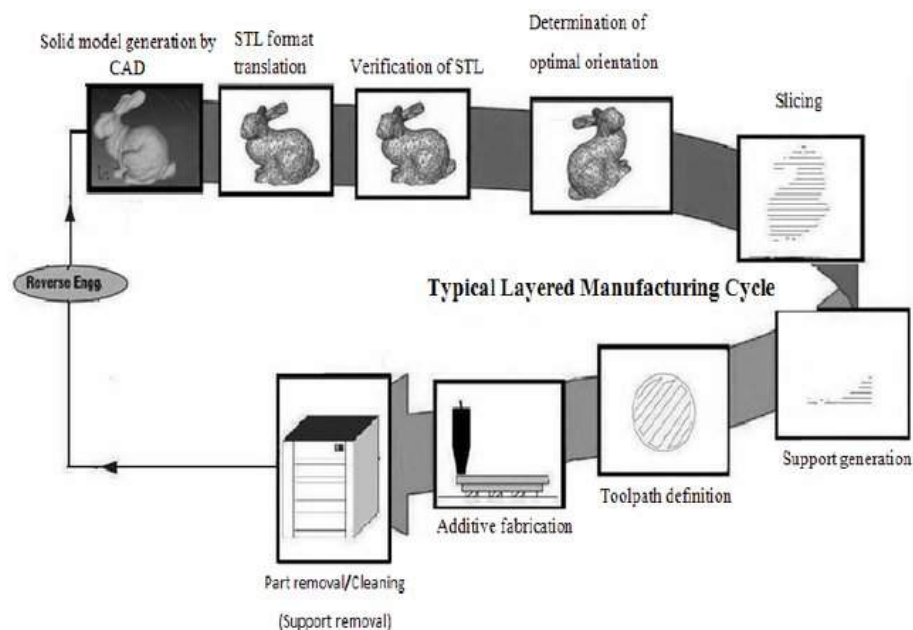 Solid model generation by
CAD
STL format
translation
Verification of STL
Determination of
optimal orientation
Slicing
Reverse Engg.
Typical Layered Manufacturing Cycle
Support generation
Toolpath definition
Additive fabrication
Part removal/Cleaning
(Support removal)